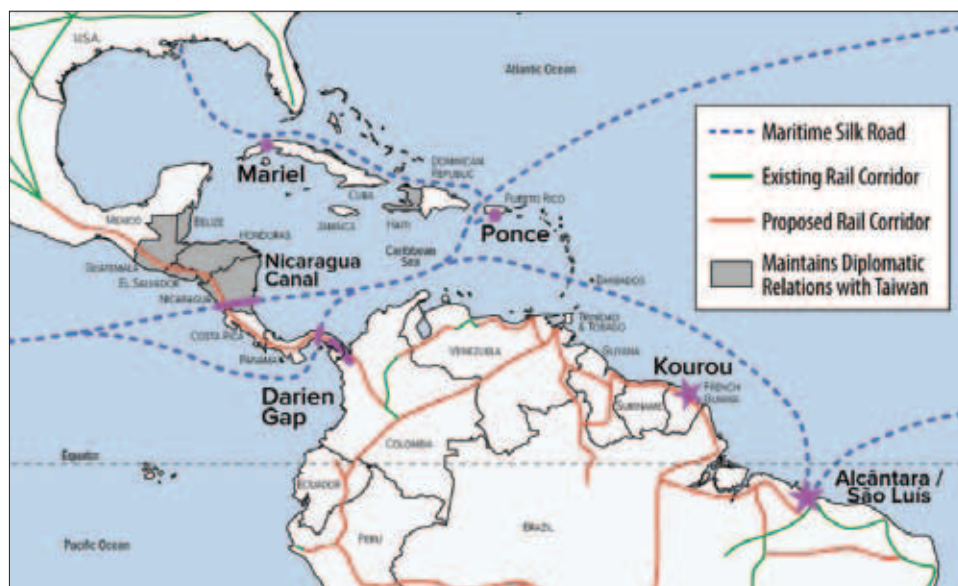 U.S.A.
Atlantic Ocean
Maritime Silk Road
Existing Rail Corridor
Proposed Rail Corridor
Maintains Diplomatic
Relations with Taiwan
Mariel
CUBA
DOMINICAN
REPUBLIC
PUERTO RICO
Ponce
MEXICO
BELIZE
JAMAICA
HAITI
HONDURAS
Caribbean
Sea
GUATEMALA
EL SALVADOR
Nicaragua
Canal
NICARAGUA
BARBADOS
TRINIDAD
& TOBAGO
COSTA RICA
PANAMA
VENEZUELA
GUYANA
Kourou
FRENCH
GUIANA
SURINAME
Darien
Gap
COLOMBIA
Equator
ECUADOR
Alcântara /
São Luís
Pacific Ocean
PERU
BRAZIL